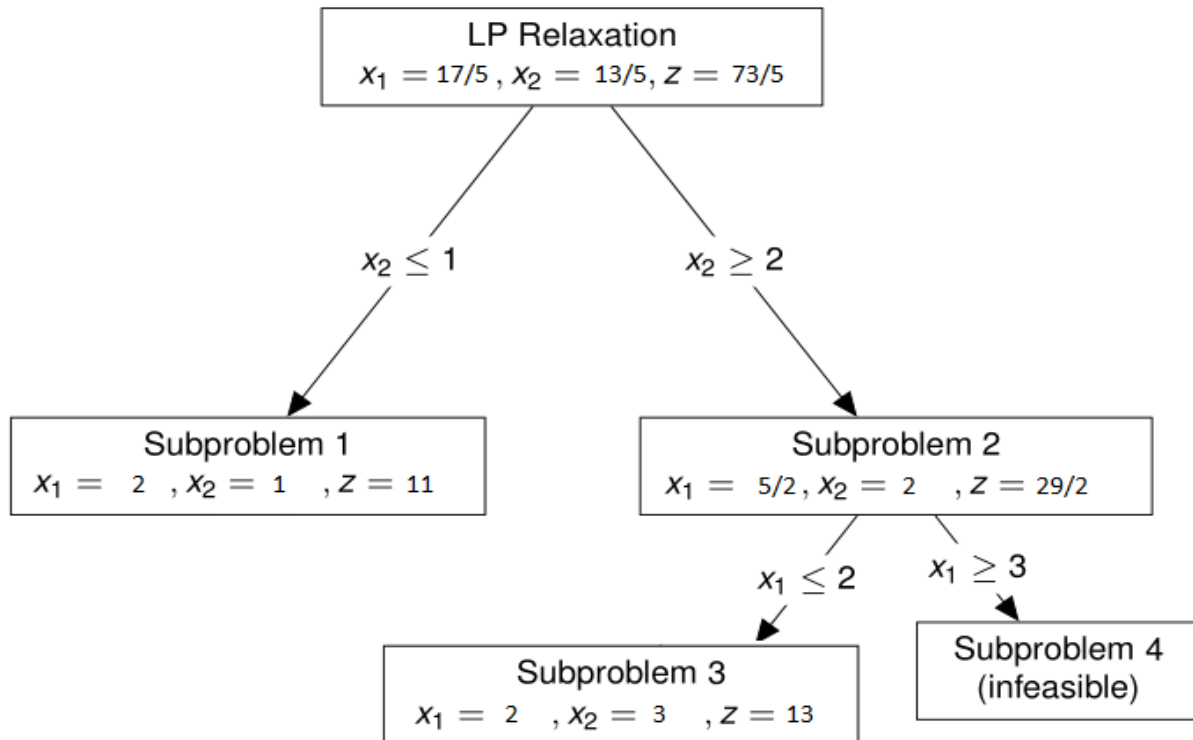 LP Relaxation
x₁ = 17/5 , x₂ = 13/5, z = 73/5
x₂ ≤ 1
x₂ ≥ 2
Subproblem 1
x₁ = 2 , x₂ = 1 , z = 11
Subproblem 2
x₁ = 5/2, x₂ = 2 , z = 29/2
x₁ ≤ 2
x₁ ≥ 3
Subproblem 3
x₁ = 2 , x₂ = 3 , z = 13
Subproblem 4
(infeasible)